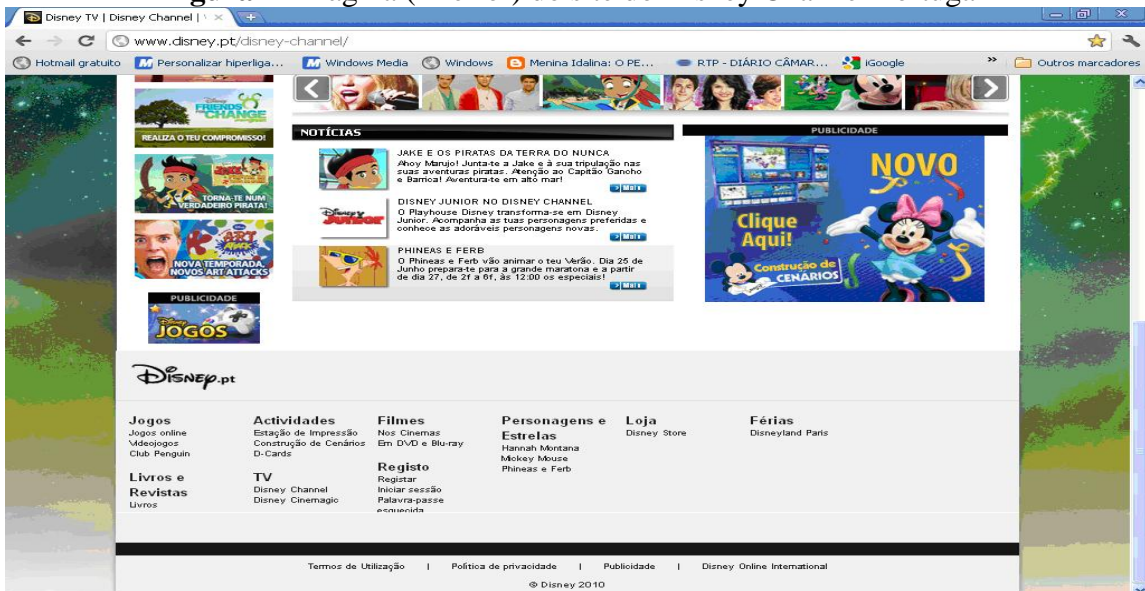 Disney TV | Disney Channel | \
www.disney.pt/disney-channel/
Hotmail gratuito Personalizar hiperliga... Windows Media Windows Menina Idalina: O PE... RTP - DIÁRIO CÂMAR... iGoogle » Outros marcadores
FRIENDS CHANGE
REALIZA O TEU COMPROMISSO!
TORNA-TE NUM
VERDADEIRO PIRATA!
ART
ATTACK
NOVA TEMPORADA,
NOVOS ART ATTACKS
PUBLICIDADE
JOGOS
NOTÍCIAS
JAKE E OS PIRATAS DA TERRA DO NUNCA
Ahoy Marujo! Junta-te a Jake e à sua tripulação nas
suas aventuras piratas. Atenção ao Capitão Gancho
e Barrica! Aventura-te em alto mar!
> Mais
Disney Junior
DISNEY JUNIOR NO DISNEY CHANNEL
O Playhouse Disney transforma-se em Disney
Junior. Acompanha as tuas personagens preferidas e
conhece as adoráveis personagens novas.
> Mais
PHINEAS E FERB
O Phineas e Ferb vão animar o teu Verão. Dia 25 de
Junho prepara-te para a grande maratona e a partir
de dia 27, de 2f a 6f, às 12:00 os especiais!
> Mais
PUBLICIDADE
NOVO
Clique
Aqui!
Construção de
CENÁRIOS
Disney.pt
Jogos
Jogos online
Videojogos
Club Penguin
Livros e
Revistas
Livros
Actividades
Estação de Impressão
Construção de Cenários
D-Cards
TV
Disney Channel
Disney Cinemagic
Filmes
Nos Cinemas
Em DVD e Blu-ray
Registo
Registar
Iniciar sessão
Palavra-passe
esquecida
Personagens e
Estrelas
Hannah Montana
Mickey Mouse
Phineas e Ferb
Loja
Disney Store
Férias
Disneyland Paris
Termos de Utilização | Política de privacidade | Publicidade | Disney Online International
© Disney 2010